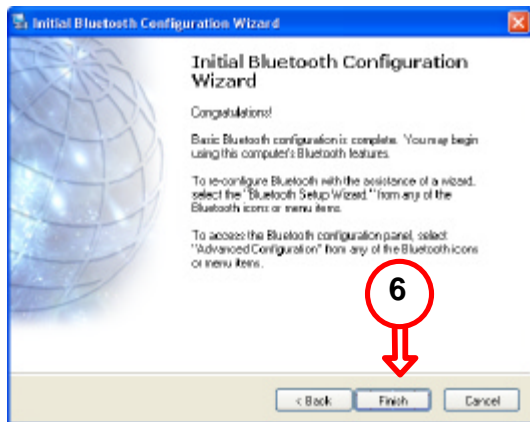 Initial Bluetooth Configuration Wizard
Initial Bluetooth Configuration
Wizard
Congratulations!
Basic Bluetooth configuration is complete. You may begin
using this computer's Bluetooth features.
To re-configure Bluetooth with the assistance of a wizard,
select the "Bluetooth Setup Wizard" from any of the
Bluetooth icons or menu items.
To access the Bluetooth configuration panel, select
"Advanced Configuration" from any of the Bluetooth icons
or menu items.
6
< Back Finish Cancel